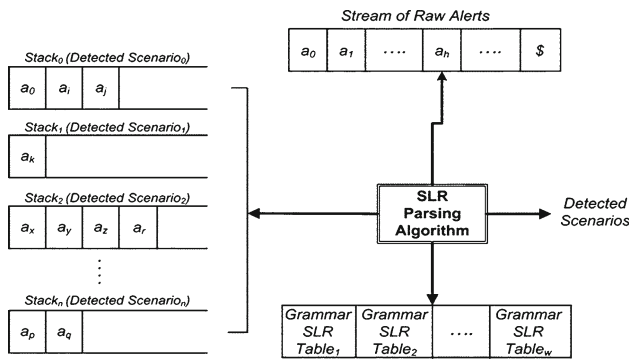 Stream of Raw Alerts
a0 a1 .... ah .... $
Stack0 (Detected Scenario0)
a0 ai aj
Stack1 (Detected Scenario1)
ak
Stack2 (Detected Scenario2)
ax ay az ar
Stackn (Detected Scenarion)
ap aq
SLR
Parsing
Algorithm
Detected
Scenarios
Grammar
SLR
Table1
Grammar
SLR
Table2
....
Grammar
SLR
Tablew